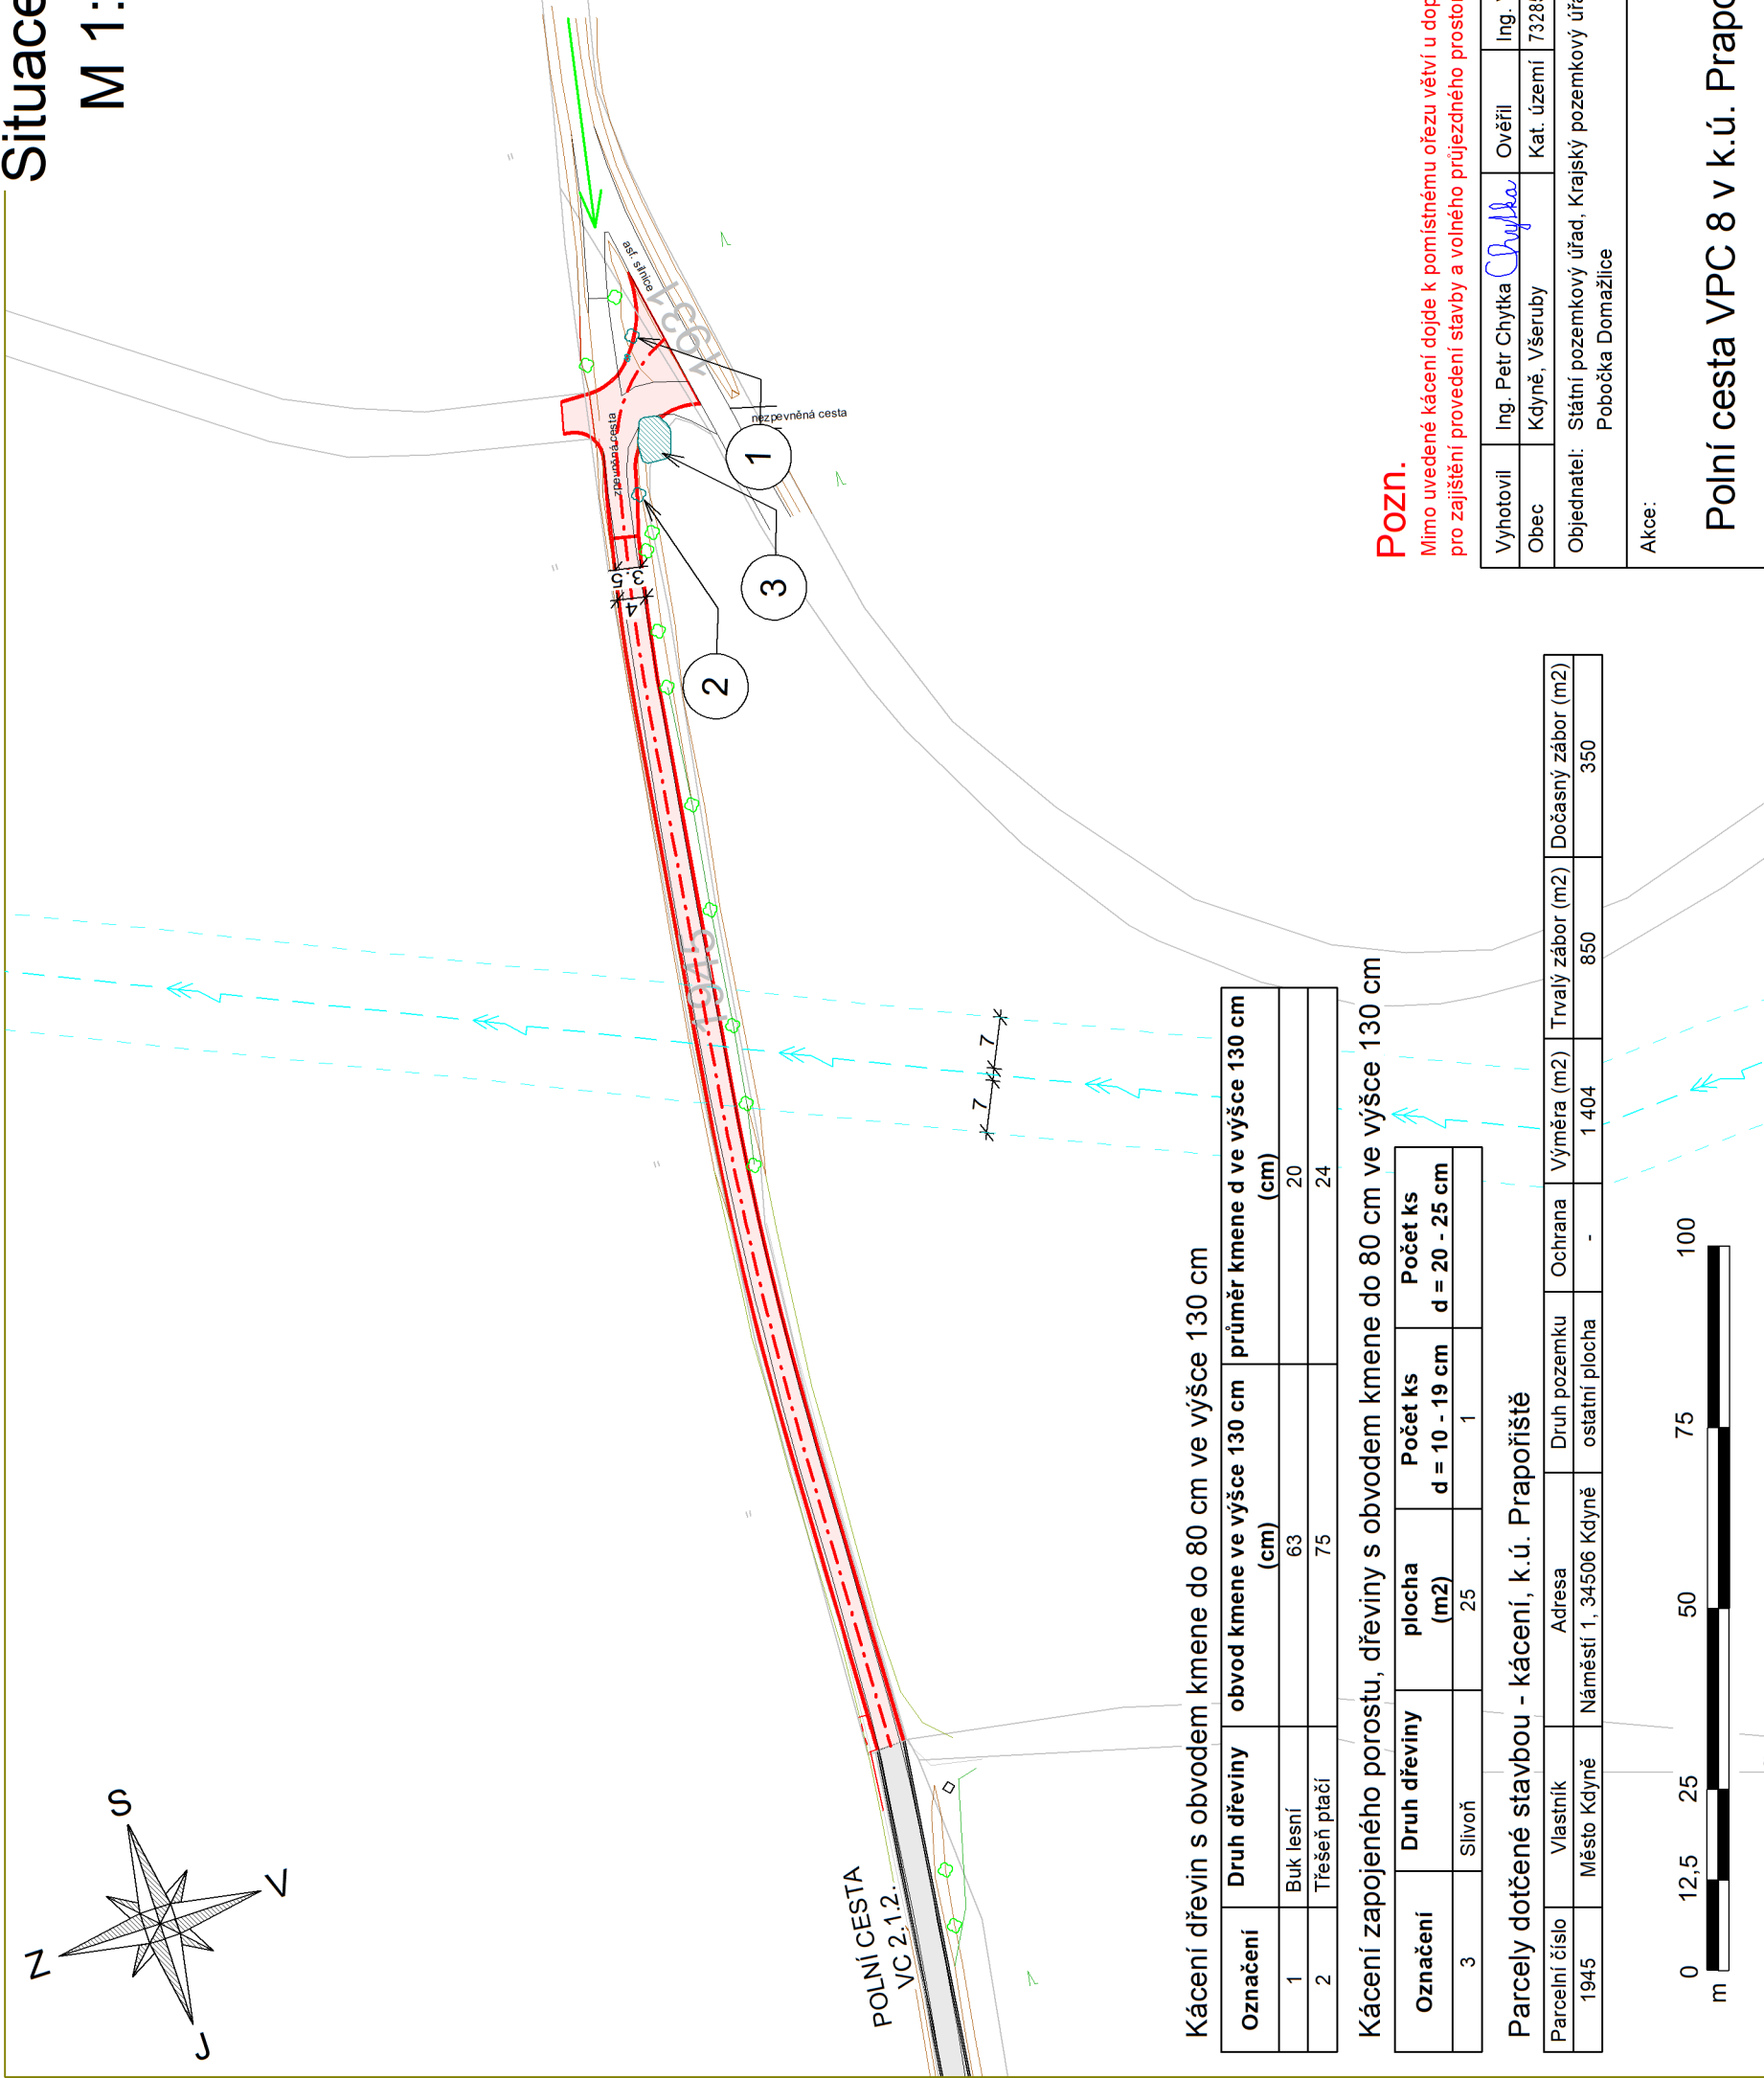 Situace
M 1:
S
V
J
Z
asf. silnice
1931
nezpevněná cesta
zpevněná cesta
1
3
2
3.5
4
1945
7
7
POLNÍ CESTA
VC 2.1.2.
Kácení dřevin s obvodem kmene do 80 cm ve výšce 130 cm
Označení Druh dřeviny obvod kmene ve výšce 130 cm (cm) průměr kmene d ve výšce 130 cm (cm)
1 Buk lesní 63 20
2 Třešeň ptačí 75 24
Kácení zapojeného porostu, dřeviny s obvodem kmene do 80 cm ve výšce 130 cm
Označení Druh dřeviny plocha (m2) Počet ks d = 10 - 19 cm Počet ks d = 20 - 25 cm
3 Slivoň 25 1
Parcely dotčené stavbou - kácení, k.ú. Prapořiště
Parcelní číslo Vlastník Adresa Druh pozemku Ochrana Výměra (m2) Trvalý zábor (m2) Dočasný zábor (m2)
1945 Město Kdyně Náměstí 1, 34506 Kdyně ostatní plocha - 1 404 850 350
0 12,5 25 50 75 100
m
Pozn.
Mimo uvedené kácení dojde k pomístnému ořezu větví u dop
pro zajištění provedení stavby a volného průjezdného prostor
Vyhotovil Ing. Petr Chytka Chytka Ověřil Ing.
Obec Kdyně, Všeruby Kat. území 7328
Objednatel: Státní pozemkový úřad, Krajský pozemkový úřa
Pobočka Domažlice
Akce:
Polní cesta VPC 8 v k.ú. Prapo